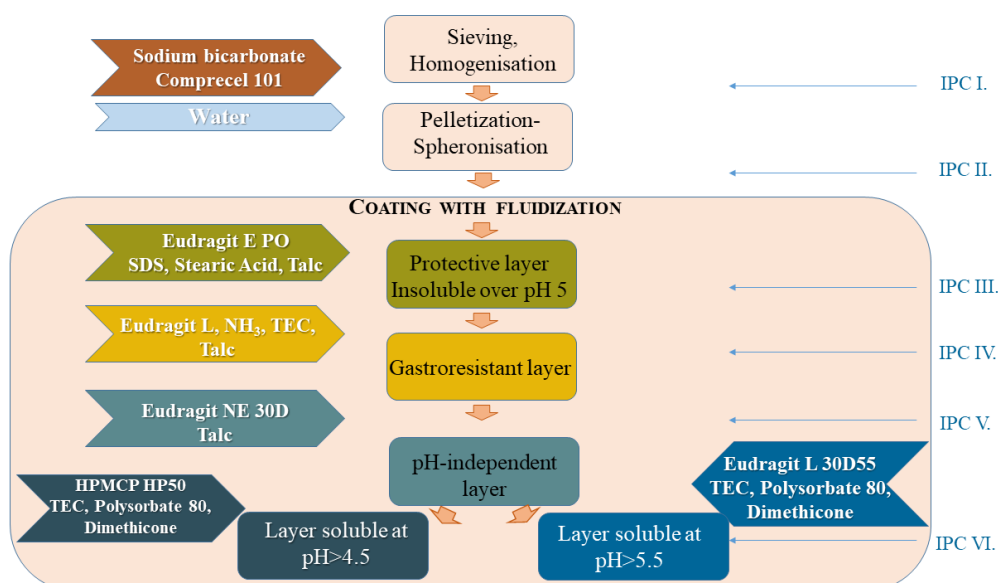 Sieving,
Homogenisation
Sodium bicarbonate
Comprecel 101
IPC I.
Water
Pelletization-
Spheronisation
IPC II.
COATING WITH FLUIDIZATION
Eudragit E PO
SDS, Stearic Acid, Talc
Protective layer
Insoluble over pH 5
IPC III.
Eudragit L, NH₃, TEC,
Talc
Gastroresistant layer
IPC IV.
Eudragit NE 30D
Talc
IPC V.
pH-independent
layer
Eudragit L 30D55
TEC, Polysorbate 80,
Dimethicone
HPMCP HP50
TEC, Polysorbate 80,
Dimethicone
Layer soluble at
pH>4.5
Layer soluble at
pH>5.5
IPC VI.